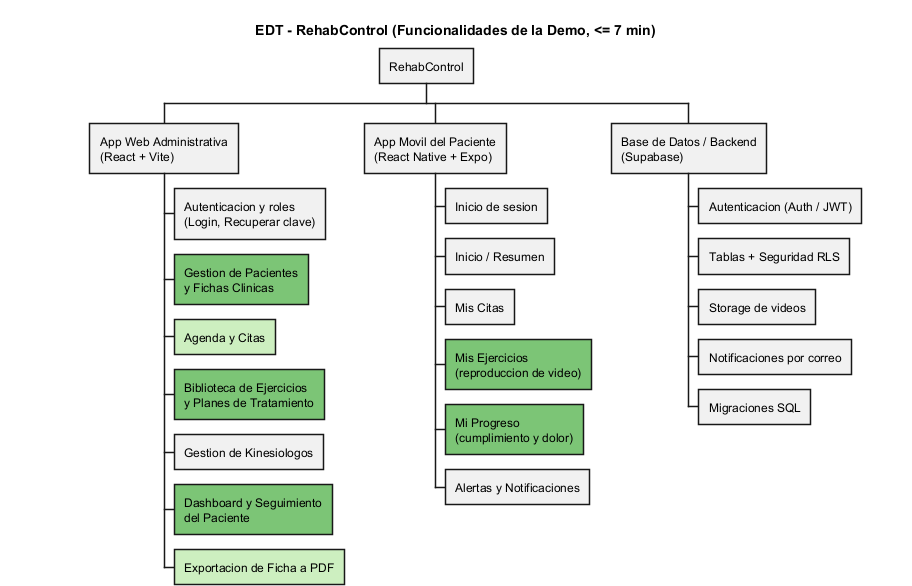 EDT - RehabControl (Funcionalidades de la Demo, <= 7 min)
RehabControl
App Web Administrativa
(React + Vite)
Autenticacion y roles
(Login, Recuperar clave)
Gestion de Pacientes
y Fichas Clinicas
Agenda y Citas
Biblioteca de Ejercicios
y Planes de Tratamiento
Gestion de Kinesiologos
Dashboard y Seguimiento
del Paciente
Exportacion de Ficha a PDF
App Movil del Paciente
(React Native + Expo)
Inicio de sesion
Inicio / Resumen
Mis Citas
Mis Ejercicios
(reproduccion de video)
Mi Progreso
(cumplimiento y dolor)
Alertas y Notificaciones
Base de Datos / Backend
(Supabase)
Autenticacion (Auth / JWT)
Tablas + Seguridad RLS
Storage de videos
Notificaciones por correo
Migraciones SQL